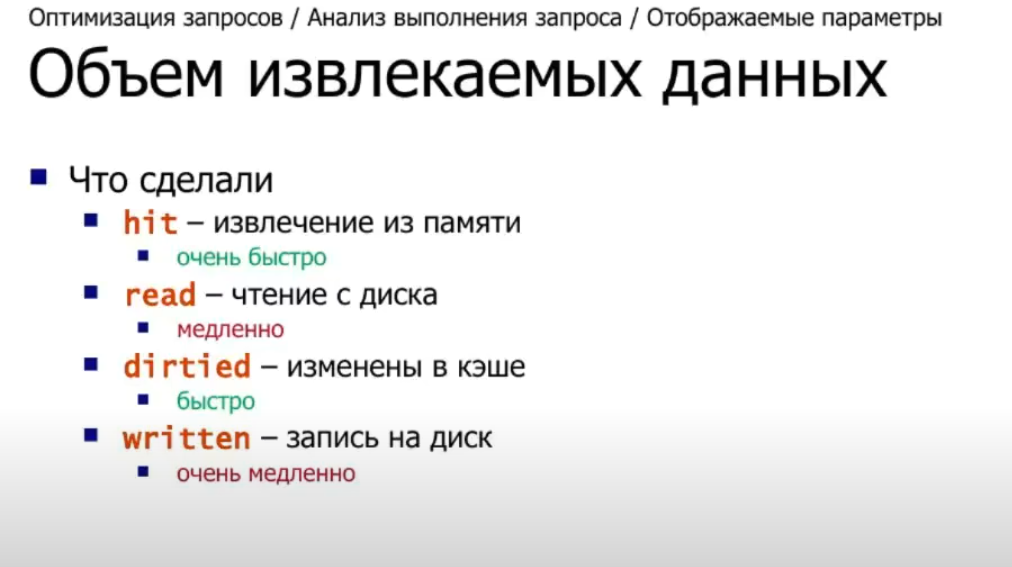 Оптимизация запросов / Анализ выполнения запроса / Отображаемые параметры
Объем извлекаемых данных
Что сделали
hit – извлечение из памяти
очень быстро
read – чтение с диска
медленно
dirtied – изменены в кэше
быстро
written – запись на диск
очень медленно